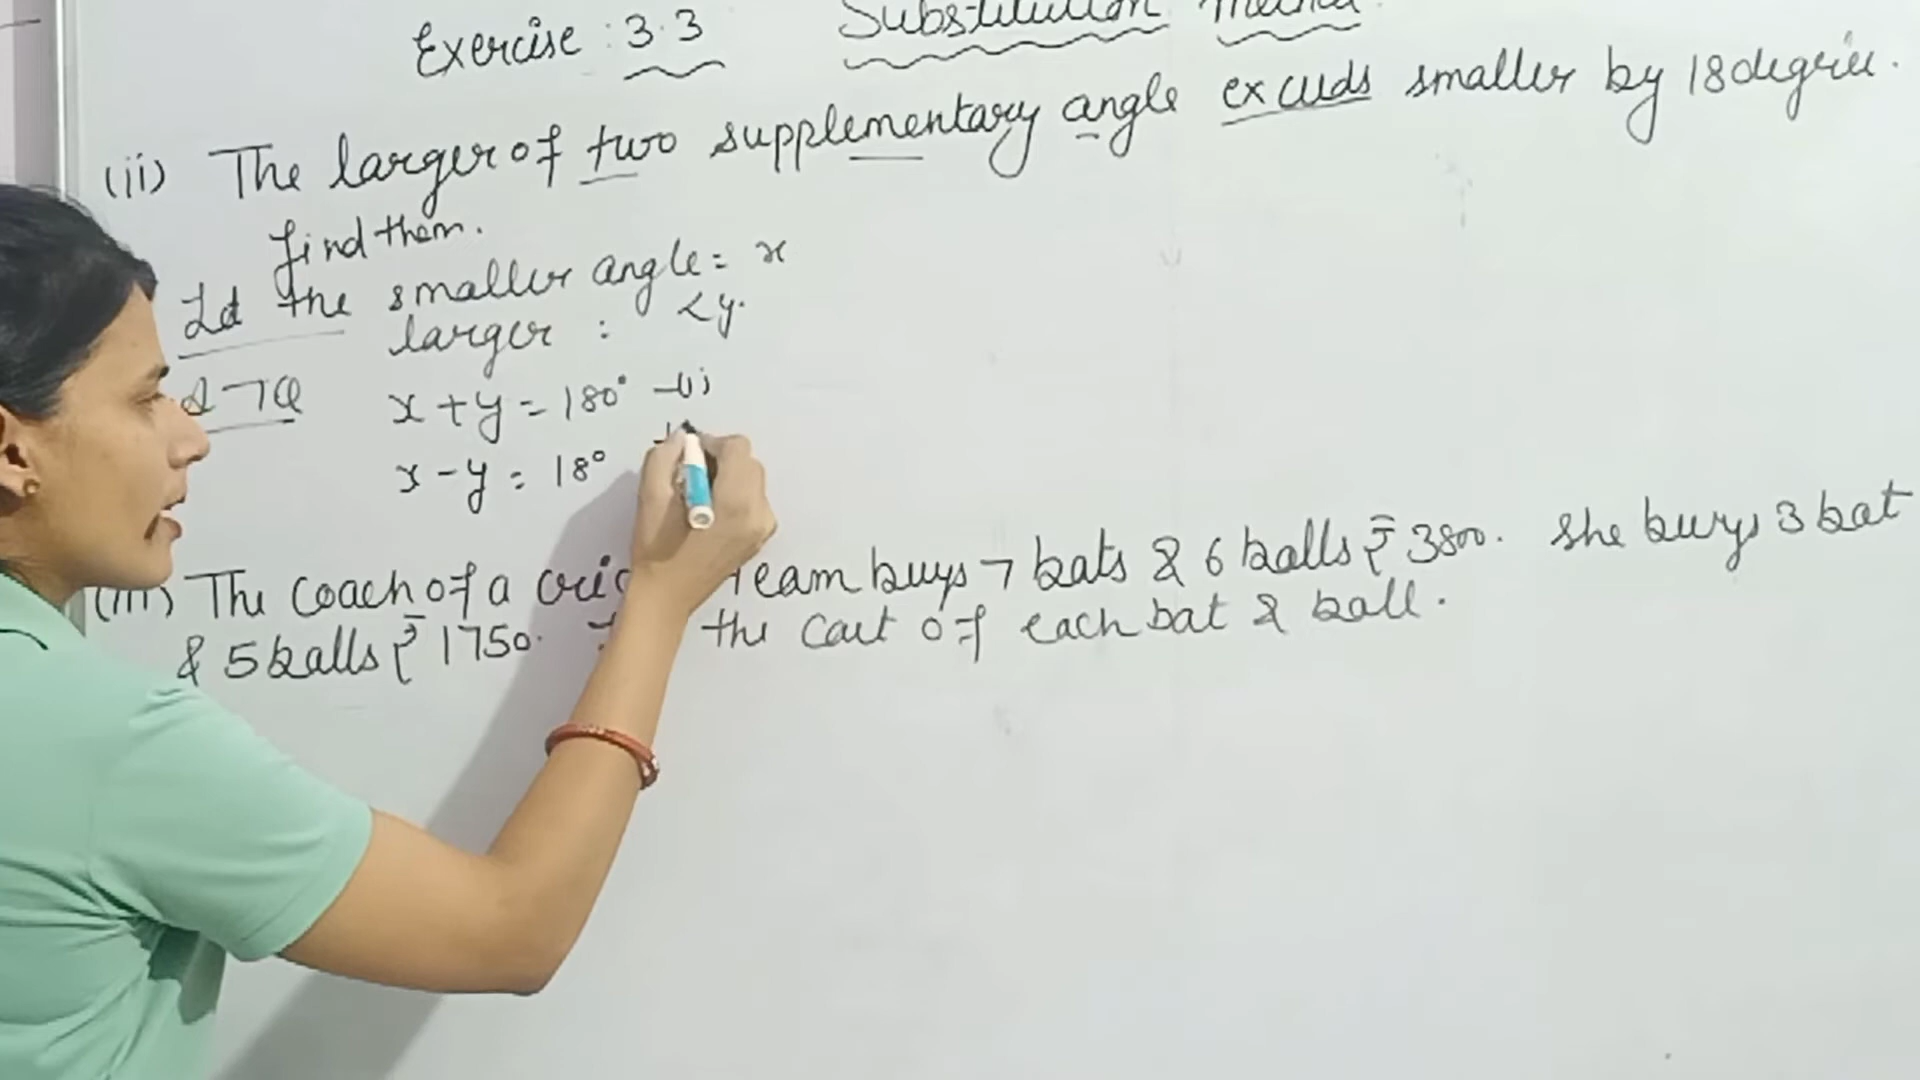 Exercise : 3.3 Substitution method
(ii) The larger of two supplementary angle exceeds smaller by 18 degree.
find them.
Let the smaller angle = x
larger : <y.
ATQ x + y = 180° –(i)
x – y = 18°
(iii) The coach of a cric team buys 7 bats & 6 balls ₹ 3800. She buys 3 bat
& 5 balls ₹ 1750. the cost of each bat & ball.